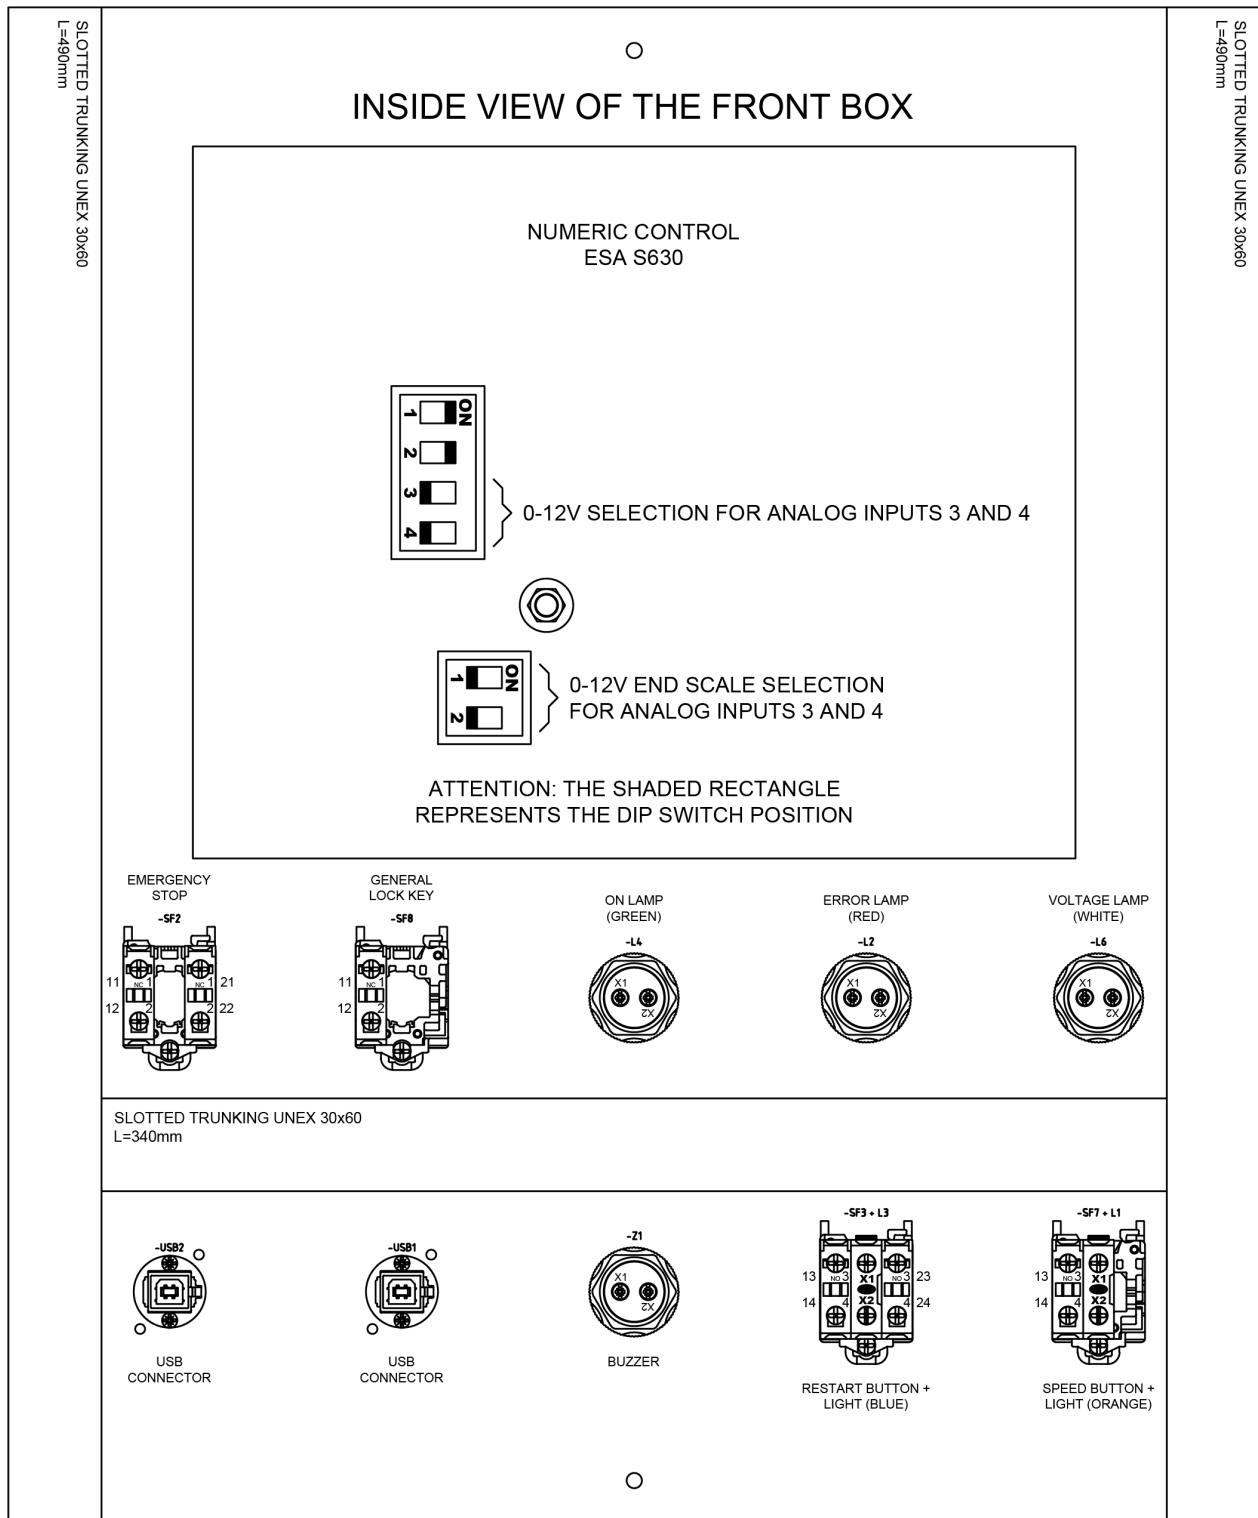 SLOTTED TRUNKING UNEX 30x60
L=490mm
SLOTTED TRUNKING UNEX 30x60
L=490mm
INSIDE VIEW OF THE FRONT BOX
NUMERIC CONTROL
ESA S630
ON
1
2
3
4
0-12V SELECTION FOR ANALOG INPUTS 3 AND 4
ON
1
2
0-12V END SCALE SELECTION
FOR ANALOG INPUTS 3 AND 4
ATTENTION: THE SHADED RECTANGLE
REPRESENTS THE DIP SWITCH POSITION
EMERGENCY
STOP
-SF2
11 NC 1 NC 1 21
12 2 2 22
GENERAL
LOCK KEY
-SF8
11 NC 1
12 2
ON LAMP
(GREEN)
-L4
X1
X2
ERROR LAMP
(RED)
-L2
X1
X2
VOLTAGE LAMP
(WHITE)
-L6
X1
X2
SLOTTED TRUNKING UNEX 30x60
L=340mm
-USB2
USB
CONNECTOR
-USB1
USB
CONNECTOR
-Z1
X1
X2
BUZZER
-SF3 + L3
13 NO 3 X1 NO 3 23
14 4 X2 4 24
RESTART BUTTON +
LIGHT (BLUE)
-SF7 + L1
13 NO 3 X1
14 4 X2
SPEED BUTTON +
LIGHT (ORANGE)